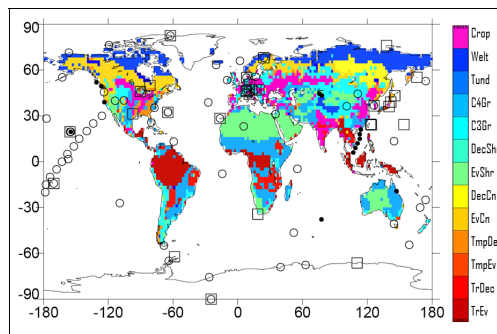 90
60
30
0
30
60
90
-180
-120
-60
0
60
120
180
Crop
Welt
Tund
C4Gr
C3Gr
DecSh
EvShr
DecCn
EvCn
TmpDe
TmpEv
TrDec
TrEv